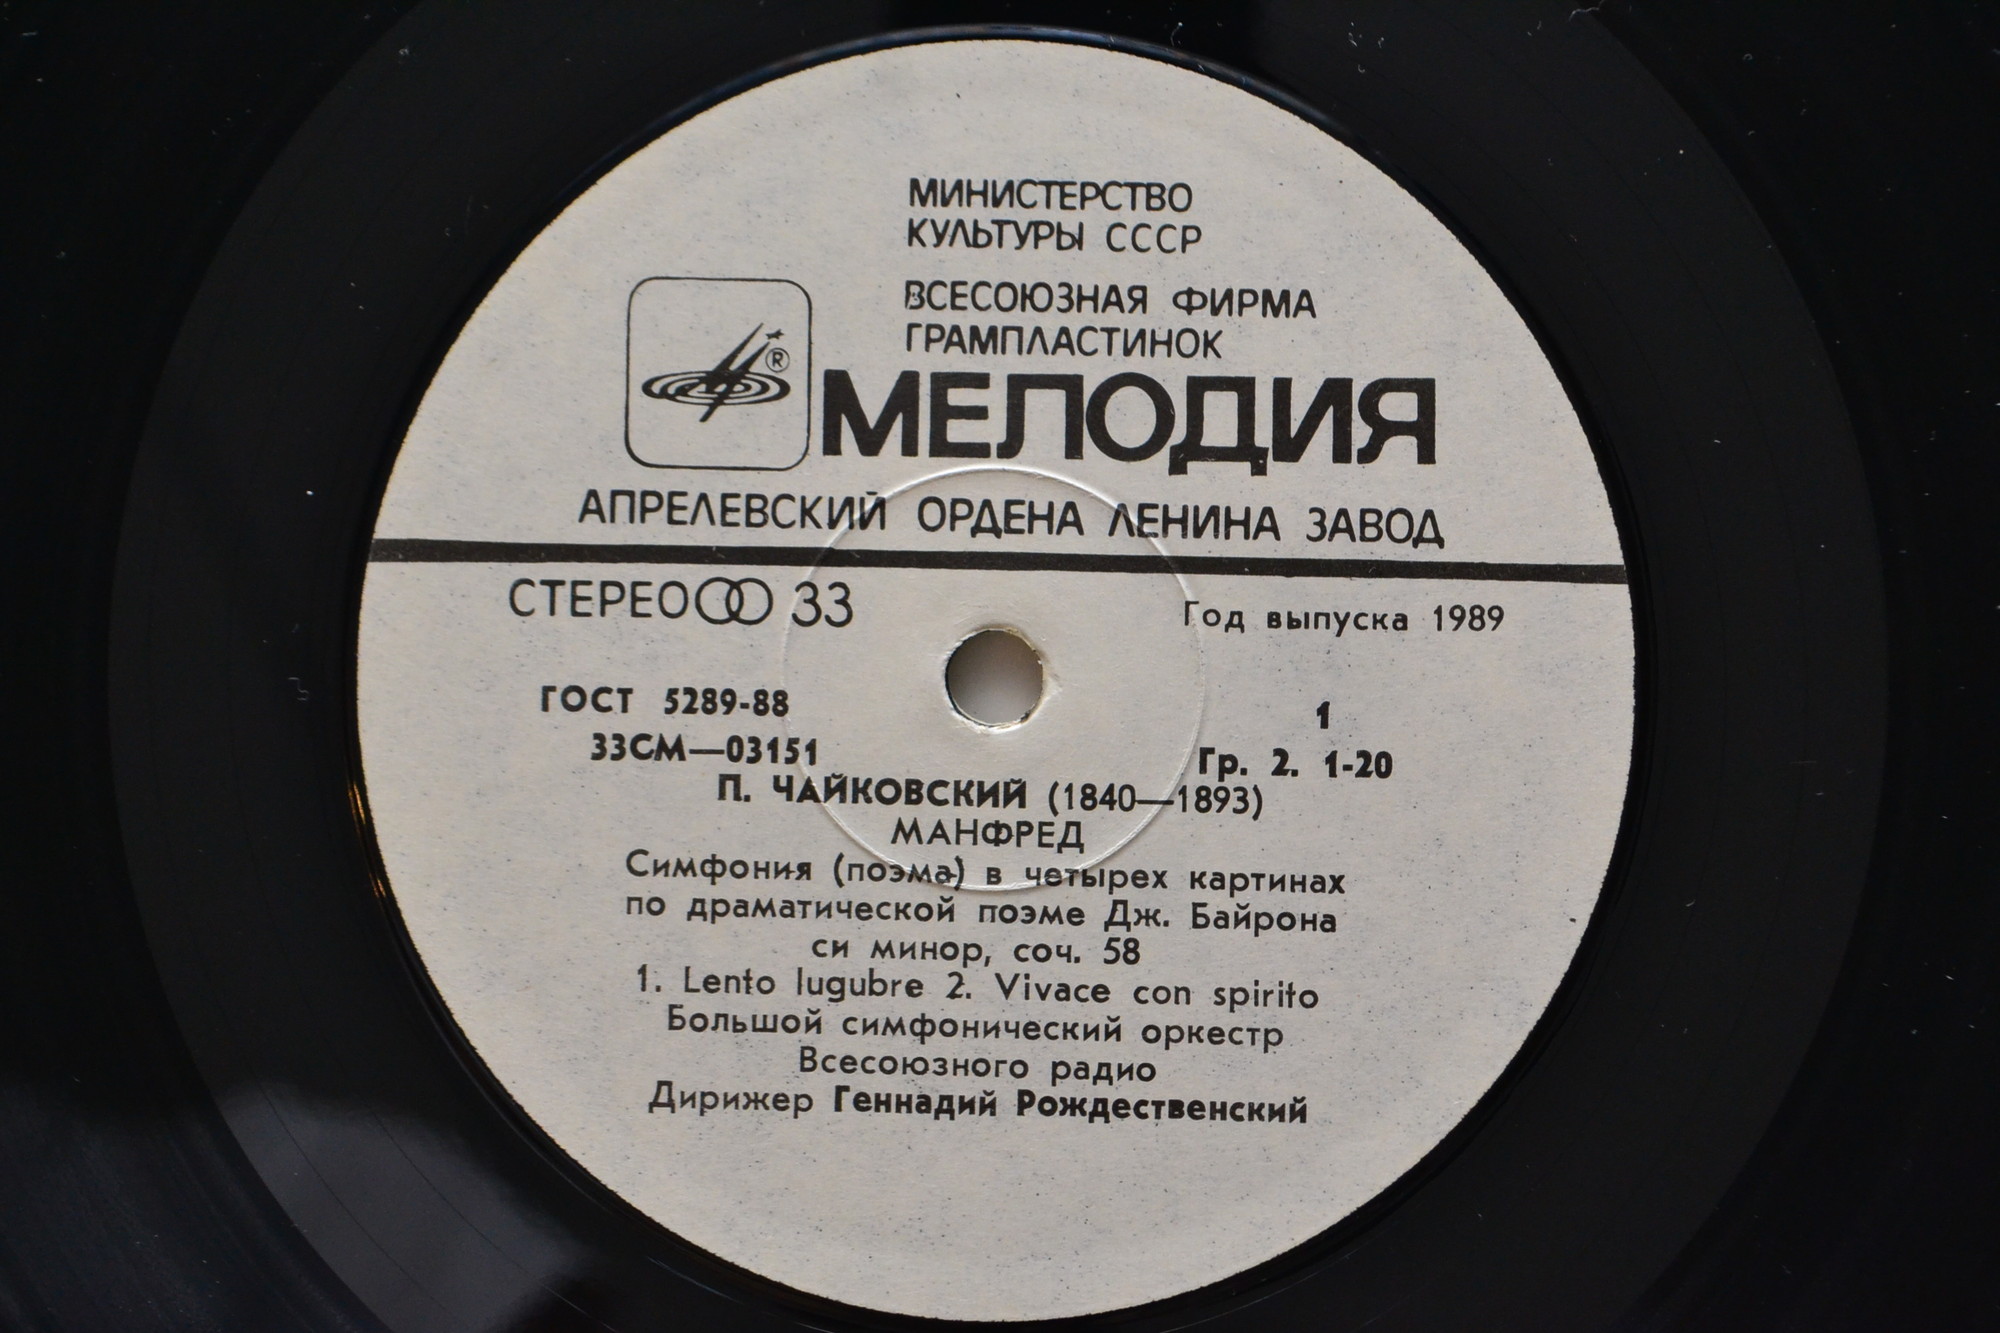 МИНИСТЕРСТВО
КУЛЬТУРЫ СССР
ВСЕСОЮЗНАЯ ФИРМА
ГРАМПЛАСТИНОК
®
МЕЛОДИЯ
АПРЕЛЕВСКИЙ ОРДЕНА ЛЕНИНА ЗАВОД
СТЕРЕО 33
Год выпуска 1989
ГОСТ 5289-88
1
33СМ—03151
Гр. 2. 1-20
П. ЧАЙКОВСКИЙ (1840—1893)
МАНФРЕД
Симфония (поэма) в четырех картинах
по драматической поэме Дж. Байрона
си минор, соч. 58
1. Lento lugubre 2. Vivace con spirito
Большой симфонический оркестр
Всесоюзного радио
Дирижер Геннадий Рождественский